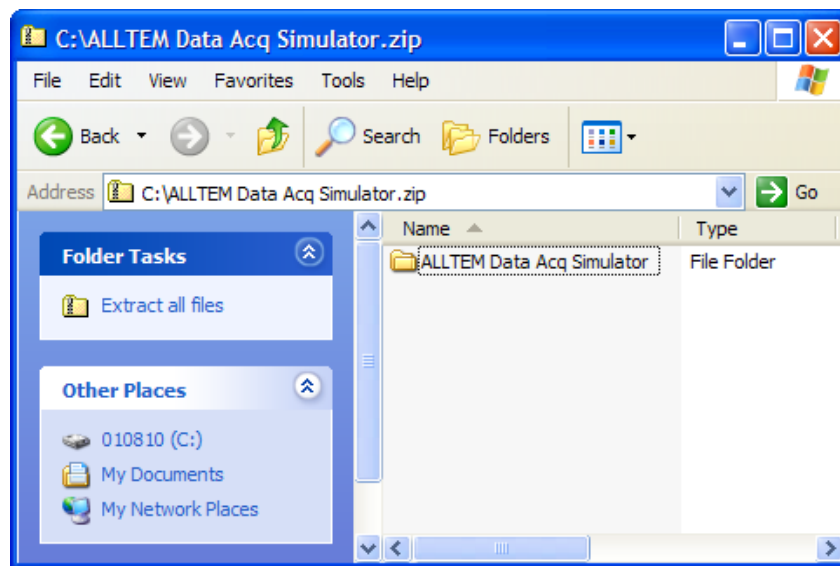 C:\ALLTEM Data Acq Simulator.zip
File Edit View Favorites Tools Help
Back Search Folders
Address C:\ALLTEM Data Acq Simulator.zip Go
Folder Tasks
Extract all files
Other Places
010810 (C:)
My Documents
My Network Places
Name Type
ALLTEM Data Acq Simulator File Folder